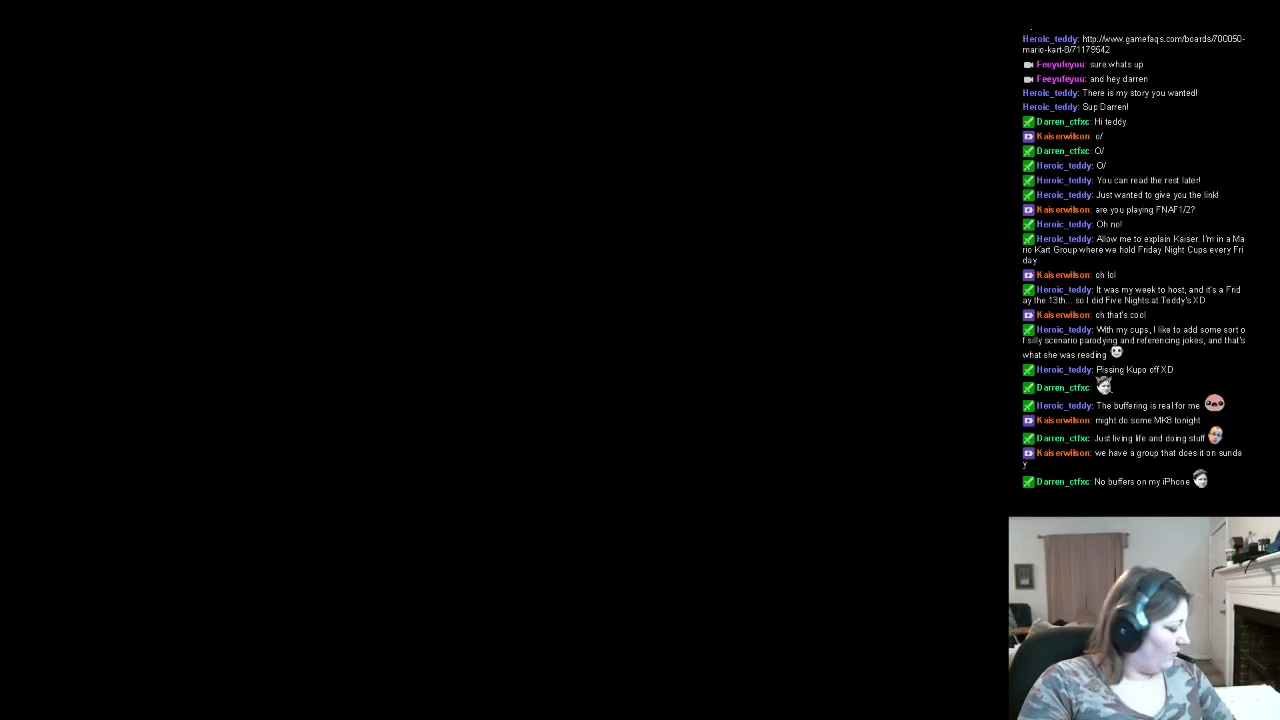 Heroic_teddy: http://www.gamefaqs.com/boards/700050-
mario-kart-8/71179542
Feeyufeyuu: sure whats up
Feeyufeyuu: and hey darren
Heroic_teddy: There is my story you wanted!
Heroic_teddy: Sup Darren!
Darren_ctfxc: Hi teddy
Kaiserwilson: o/
Darren_ctfxc: O/
Heroic_teddy: O/
Heroic_teddy: You can read the rest later!
Heroic_teddy: Just wanted to give you the link!
Kaiserwilson: are you playing FNAF1/2?
Heroic_teddy: Oh no!
Heroic_teddy: Allow me to explain Kaiser. I'm in a Ma
rio Kart Group where we hold Friday Night Cups every Fri
day
Kaiserwilson: oh lol
Heroic_teddy: It was my week to host, and it's a Frid
ay the 13th... so I did Five Nights at Teddy's XD
Kaiserwilson: oh that's cool
Heroic_teddy: With my cups, I like to add some sort o
f silly scenario parodying and referencing jokes, and that's
what she was reading
Heroic_teddy: Pissing Kupo off XD
Darren_ctfxc:
Heroic_teddy: The buffering is real for me
Kaiserwilson: might do some MK8 tonight
Darren_ctfxc: Just living life and doing stuff
Kaiserwilson: we have a group that does it on sunda
y
Darren_ctfxc: No buffers on my iPhone